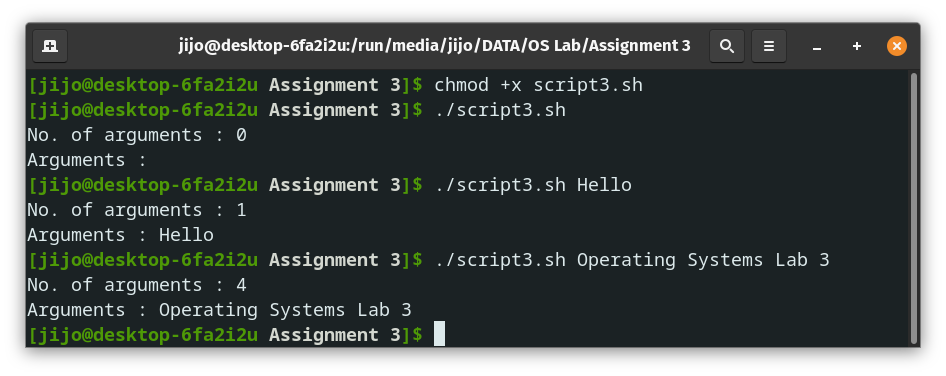 jijo@desktop-6fa2i2u:/run/media/jijo/DATA/OS Lab/Assignment 3
[jijo@desktop-6fa2i2u Assignment 3]$ chmod +x script3.sh
[jijo@desktop-6fa2i2u Assignment 3]$ ./script3.sh
No. of arguments : 0
Arguments :
[jijo@desktop-6fa2i2u Assignment 3]$ ./script3.sh Hello
No. of arguments : 1
Arguments : Hello
[jijo@desktop-6fa2i2u Assignment 3]$ ./script3.sh Operating Systems Lab 3
No. of arguments : 4
Arguments : Operating Systems Lab 3
[jijo@desktop-6fa2i2u Assignment 3]$